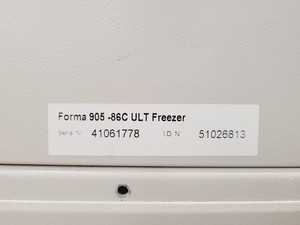 Forma 905 -86C ULT Freezer
Serial N° 41061778 I D N° 51026813